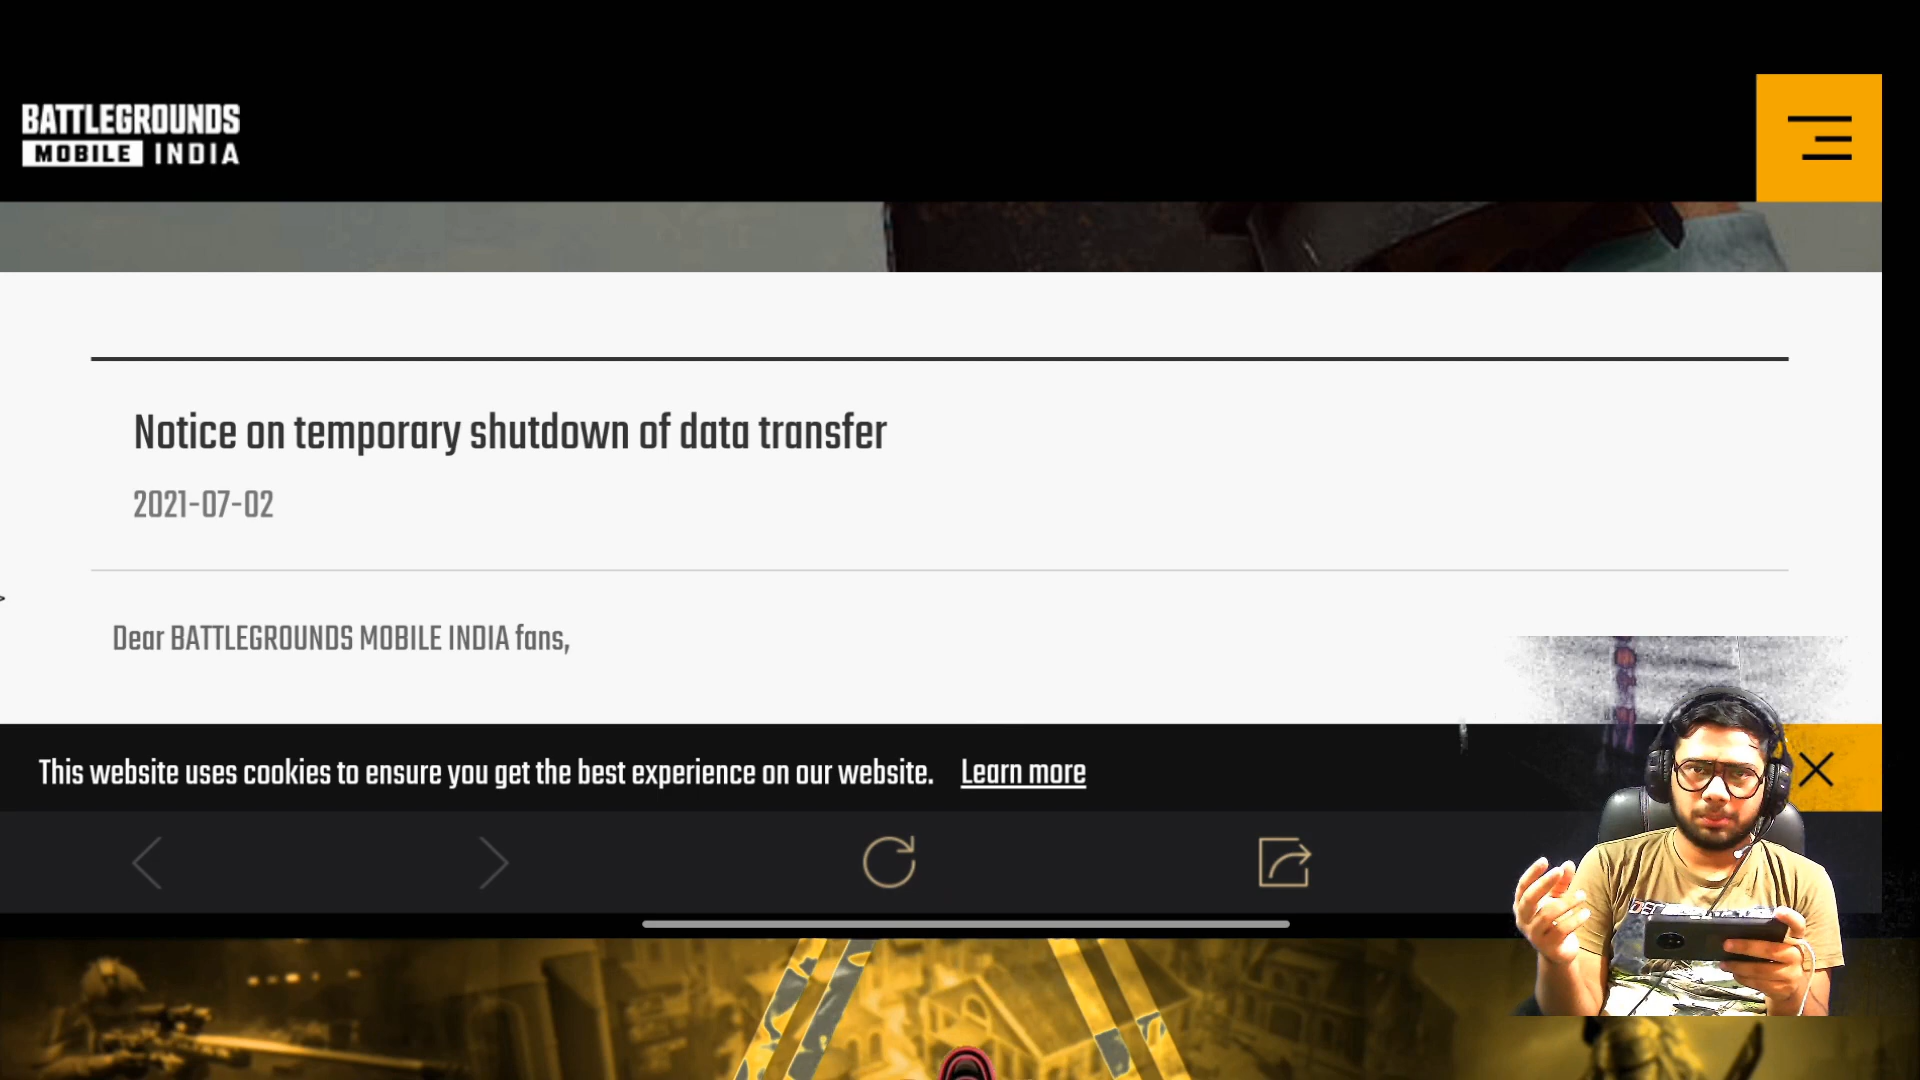 BATTLEGROUNDS
MOBILE INDIA
Notice on temporary shutdown of data transfer
2021-07-02
Dear BATTLEGROUNDS MOBILE INDIA fans,
This website uses cookies to ensure you get the best experience on our website. Learn more